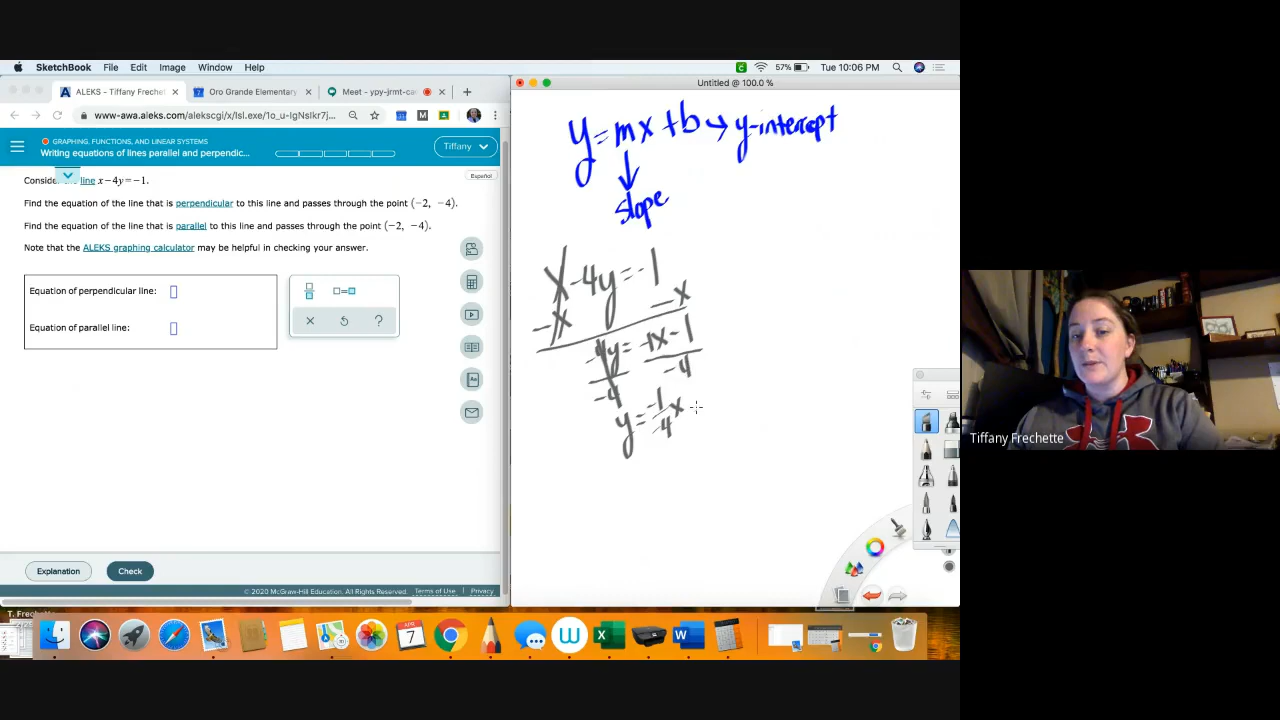 SketchBook File Edit Image Window Help
57% Tue 10:06 PM
ALEKS - Tiffany Frechet
Oro Grande Elementary
Meet - ypy-jrmt-ca
Untitled @ 100.0 %
www-awa.aleks.com/alekscgi/x/Isl.exe/1o_u-IgNsIkr7j...
GRAPHING, FUNCTIONS, AND LINEAR SYSTEMS
Writing equations of lines parallel and perpendic...
Tiffany
Español
line x−4y=−1.
Find the equation of the line that is perpendicular to this line and passes through the point (−2, −4).
Find the equation of the line that is parallel to this line and passes through the point (−2, −4).
Note that the ALEKS graphing calculator may be helpful in checking your answer.
Equation of perpendicular line:
Equation of parallel line:
□=□
?
Explanation
Check
© 2020 McGraw-Hill Education. All Rights Reserved. Terms of Use | Privacy
y=mx+b→y-intercept
slope
x-4y=-1
-x -x
-4y=-1x-1
-4 -4
y=-1/-4x
Tiffany Frechette
T. Frechette
APR
7